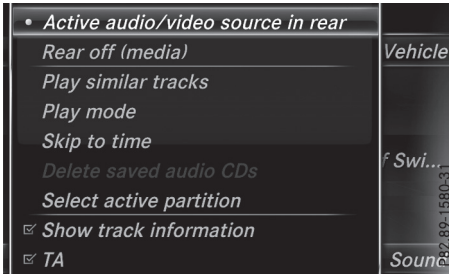 Active audio/video source in rear
Rear off (media)
Vehicle
Play similar tracks
Play mode
Skip to time
f Swi...
Delete saved audio CDs
Select active partition
Show track information
TA
Sound
P82.89-1580-31